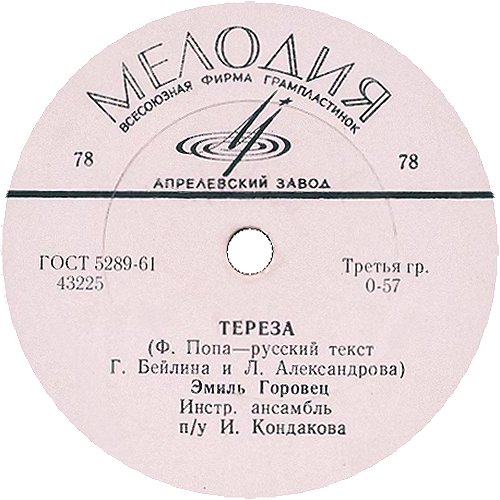 МЕЛОДИЯ
ВСЕСОЮЗНАЯ ФИРМА ГРАМПЛАСТИНОК
78 78
АПРЕЛЕВСКИЙ ЗАВОД
ГОСТ 5289-61 Третья гр.
43225 0-57
ТЕРЕЗА
(Ф. Попа—русский текст
Г. Бейлина и Л. Александрова)
Эмиль Горовец
Инстр. ансамбль
п/у И. Кондакова